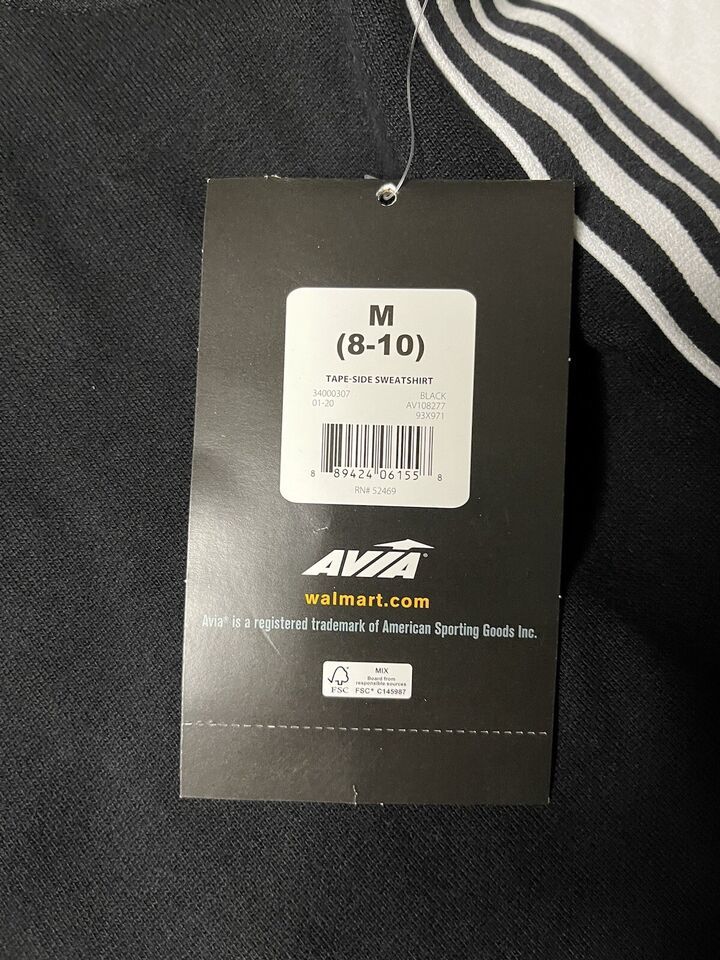 M
(8-10)
TAPE-SIDE SWEATSHIRT
34000307 BLACK
01-20 AV108277
93X971
8 89424 06155 8
RN# 52469
AVIA®
walmart.com
Avia® is a registered trademark of American Sporting Goods Inc.
MIX
Board from
responsible sources
FSC FSC® C145987